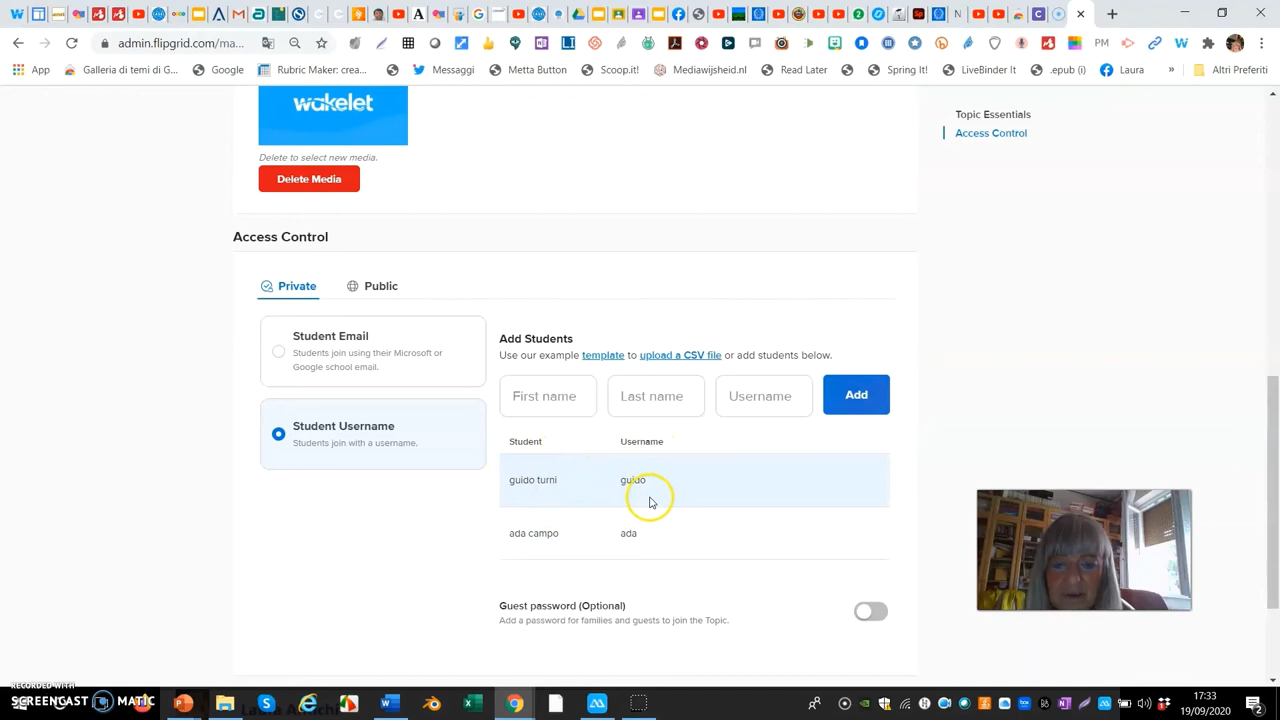 admin.flipgrid.com/ma...
App
Galleria di temi di G...
Google
Rubric Maker: crea...
Messaggi
Metta Button
Scoop.it!
Mediawijsheid.nl
Read Later
Spring It!
LiveBinder It
.epub (i)
Laura
»
Altri Preferiti
wakelet
Delete to select new media.
Delete Media
Topic Essentials
Access Control
Access Control
Private
Public
Student Email
Students join using their Microsoft or
Google school email.
Student Username
Students join with a username.
Add Students
Use our example template to upload a CSV file or add students below.
First name
Last name
Username
Add
Student
Username
guido turni
guido
ada campo
ada
Guest password (Optional)
Add a password for families and guests to join the Topic.
RECORDED WITH
SCREENCAST MATIC
17:33
19/09/2020